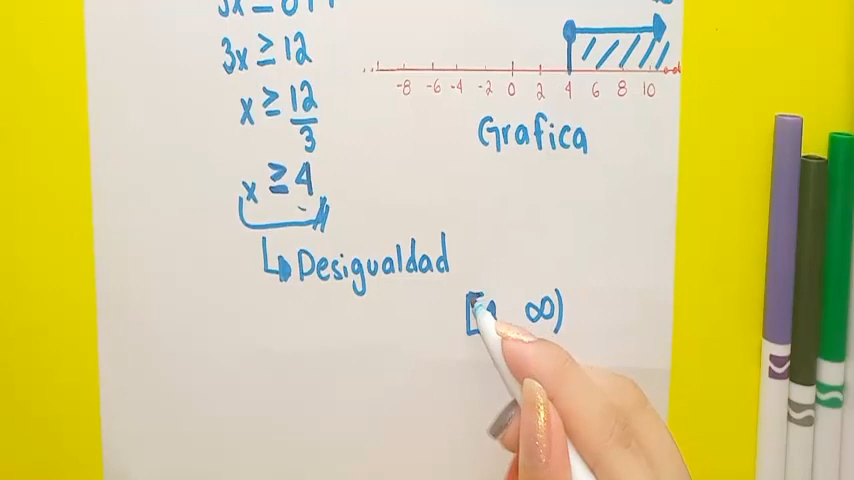 3x ≥ 12
x ≥ 12/3
x ≥ 4
Desigualdad
-8 -6 -4 -2 0 2 4 6 8 10
Grafica
[ ∞)